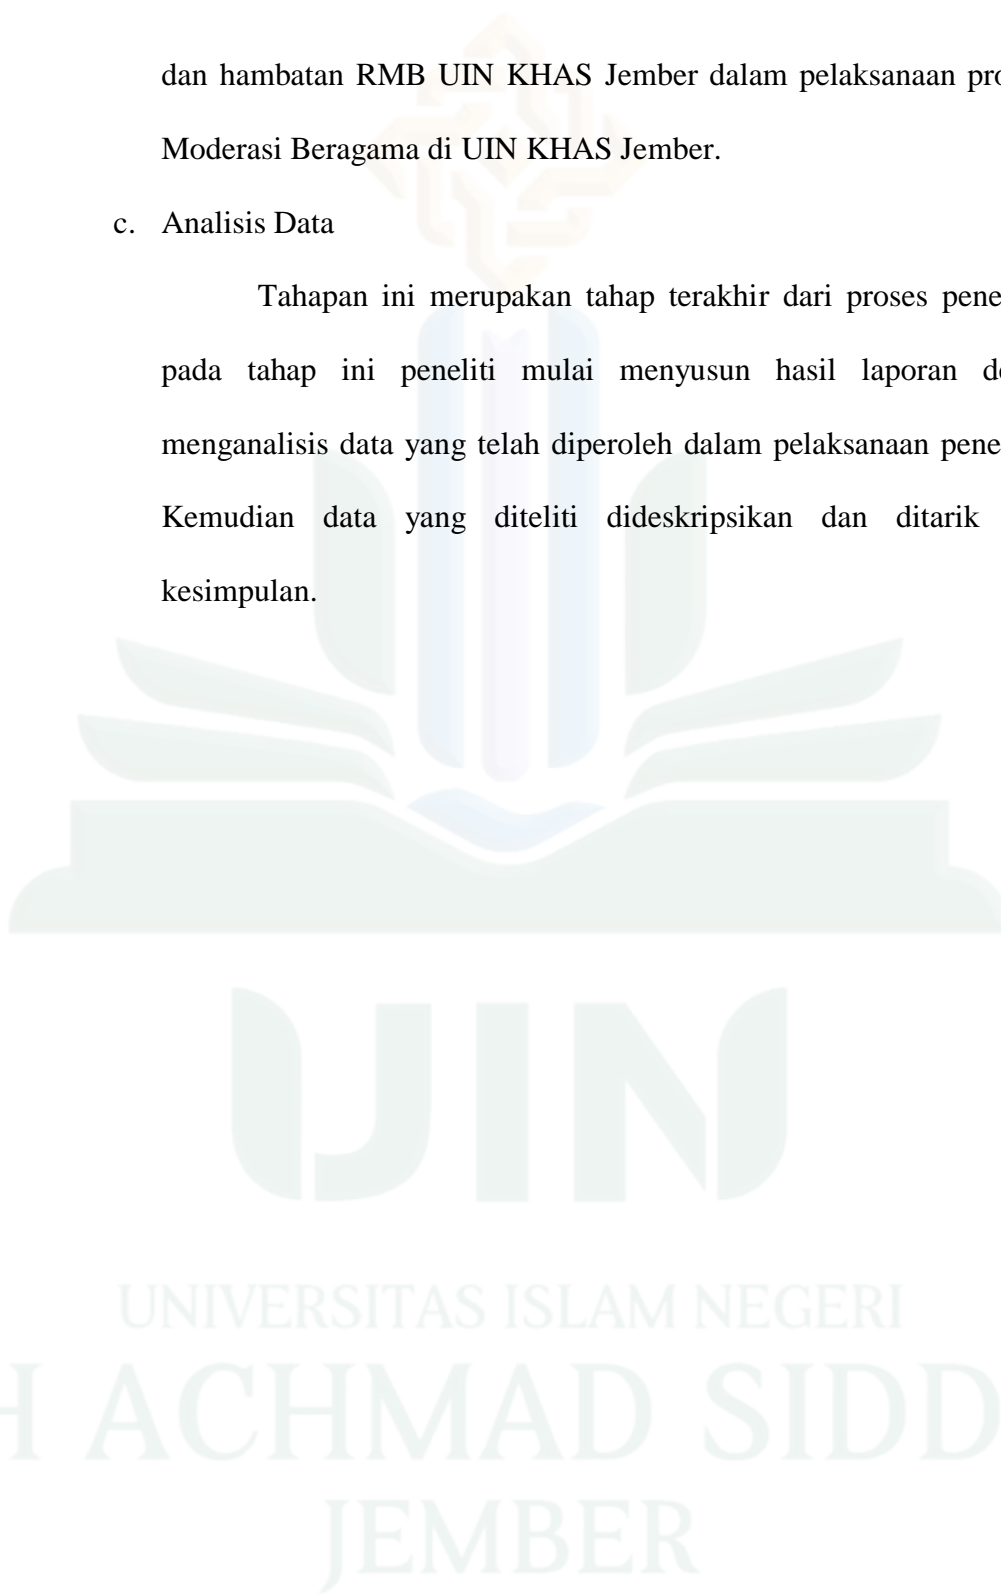 dan hambatan RMB UIN KHAS Jember dalam pelaksanaan pro
Moderasi Beragama di UIN KHAS Jember.
c. Analisis Data
Tahapan ini merupakan tahap terakhir dari proses pene
pada tahap ini peneliti mulai menyusun hasil laporan de
menganalisis data yang telah diperoleh dalam pelaksanaan pene
Kemudian data yang diteliti dideskripsikan dan ditarik
kesimpulan.
UIN
UNIVERSITAS ISLAM NEGERI
H ACHMAD SIDD
JEMBER